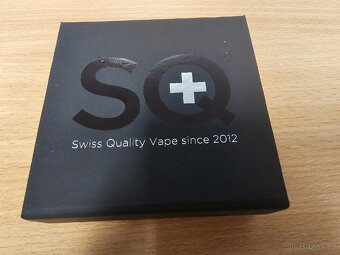 SQ
Swiss Quality Vape since 2012